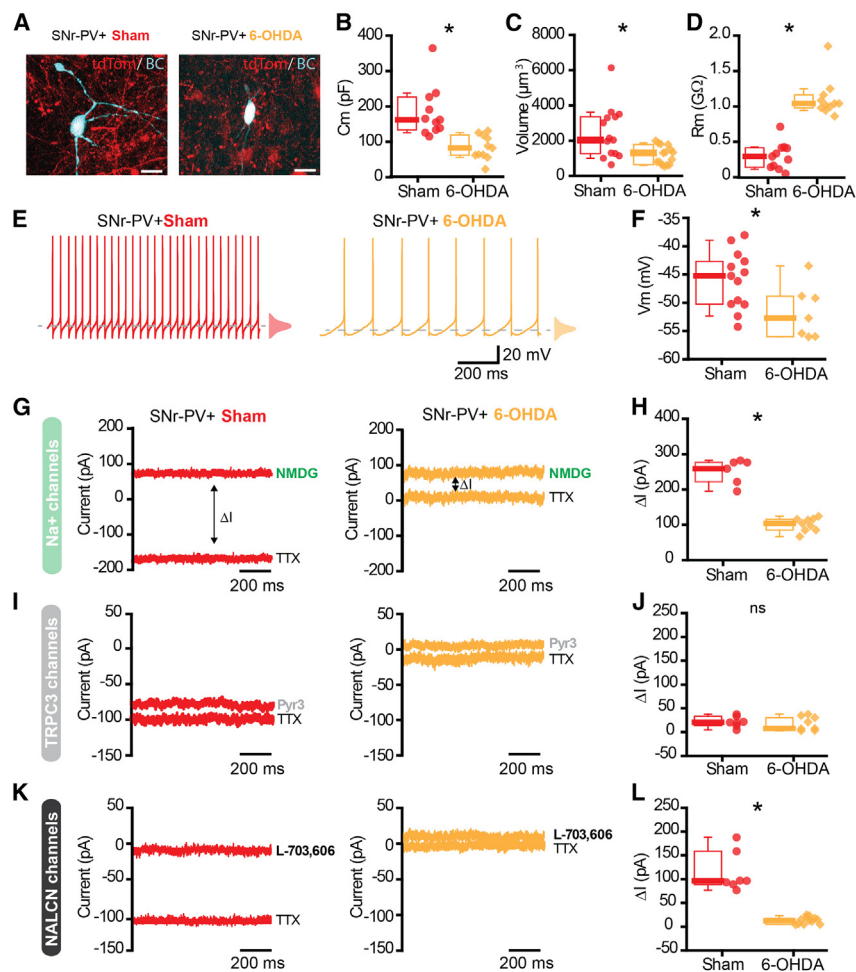 A
SNr-PV+ Sham
tdTom/BC
SNr-PV+ 6-OHDA
tdTom/BC
B
*
Cm (pF)
400
300
200
100
0
Sham 6-OHDA
C
*
Volume (µm³)
8000
6000
4000
2000
0
Sham 6-OHDA
D
*
Rm (GΩ)
2.0
1.5
1.0
0.5
0
Sham 6-OHDA
E
SNr-PV+Sham
SNr-PV+ 6-OHDA
20 mV
200 ms
F
*
Vm (mV)
-35
-40
-45
-50
-55
-60
Sham 6-OHDA
G
Na+ channels
SNr-PV+ Sham
Current (pA)
200
100
0
-100
-200
NMDG
ΔI
TTX
200 ms
SNr-PV+ 6-OHDA
Current (pA)
200
100
0
-100
-200
NMDG
ΔI
TTX
200 ms
H
*
ΔI (pA)
400
300
200
100
0
Sham 6-OHDA
I
TRPC3 channels
Current (pA)
50
0
-50
-100
-150
Pyr3
TTX
200 ms
Current (pA)
50
0
-50
-100
-150
Pyr3
TTX
200 ms
J
ns
ΔI (pA)
250
200
150
100
50
0
-50
Sham 6-OHDA
K
NALCN channels
Current (pA)
50
0
-50
-100
-150
L-703,606
TTX
200 ms
Current (pA)
50
0
-50
-100
-150
L-703,606
TTX
200 ms
L
*
ΔI (pA)
250
200
150
100
50
0
-50
Sham 6-OHDA